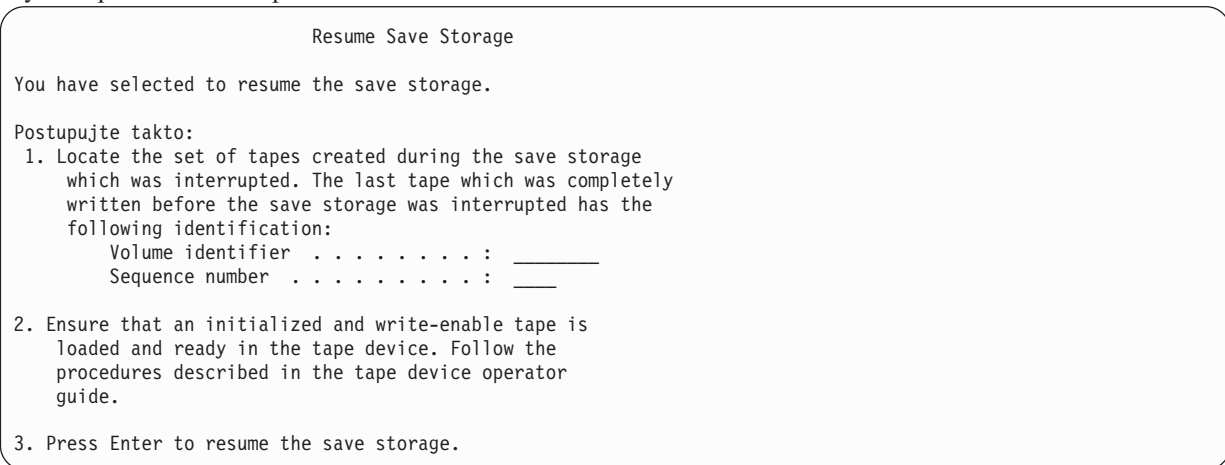 Resume Save Storage
You have selected to resume the save storage.
Postupujte takto:
1. Locate the set of tapes created during the save storage
which was interrupted. The last tape which was completely
written before the save storage was interrupted has the
following identification:
Volume identifier . . . . . . . . : ________
Sequence number . . . . . . . . . : ____
2. Ensure that an initialized and write-enable tape is
loaded and ready in the tape device. Follow the
procedures described in the tape device operator
guide.
3. Press Enter to resume the save storage.